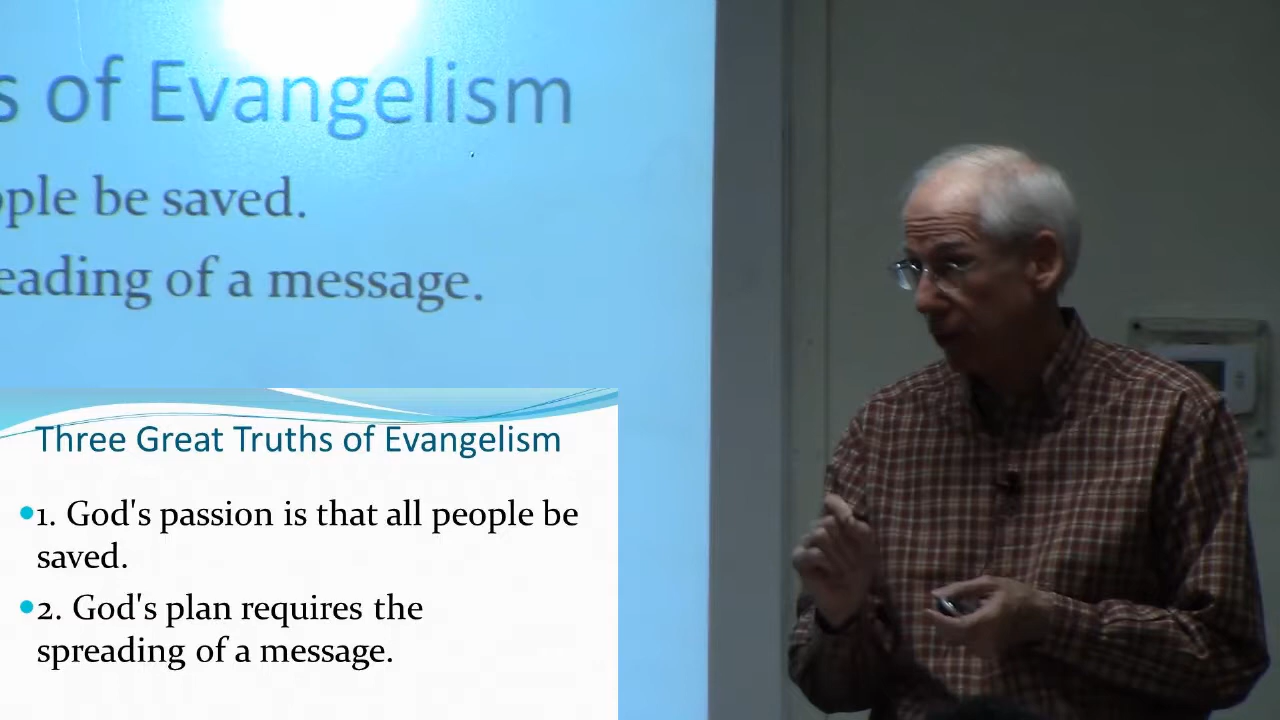 s of Evangelism
ople be saved.
eading of a message.
Three Great Truths of Evangelism
1. God's passion is that all people be
saved.
2. God's plan requires the
spreading of a message.